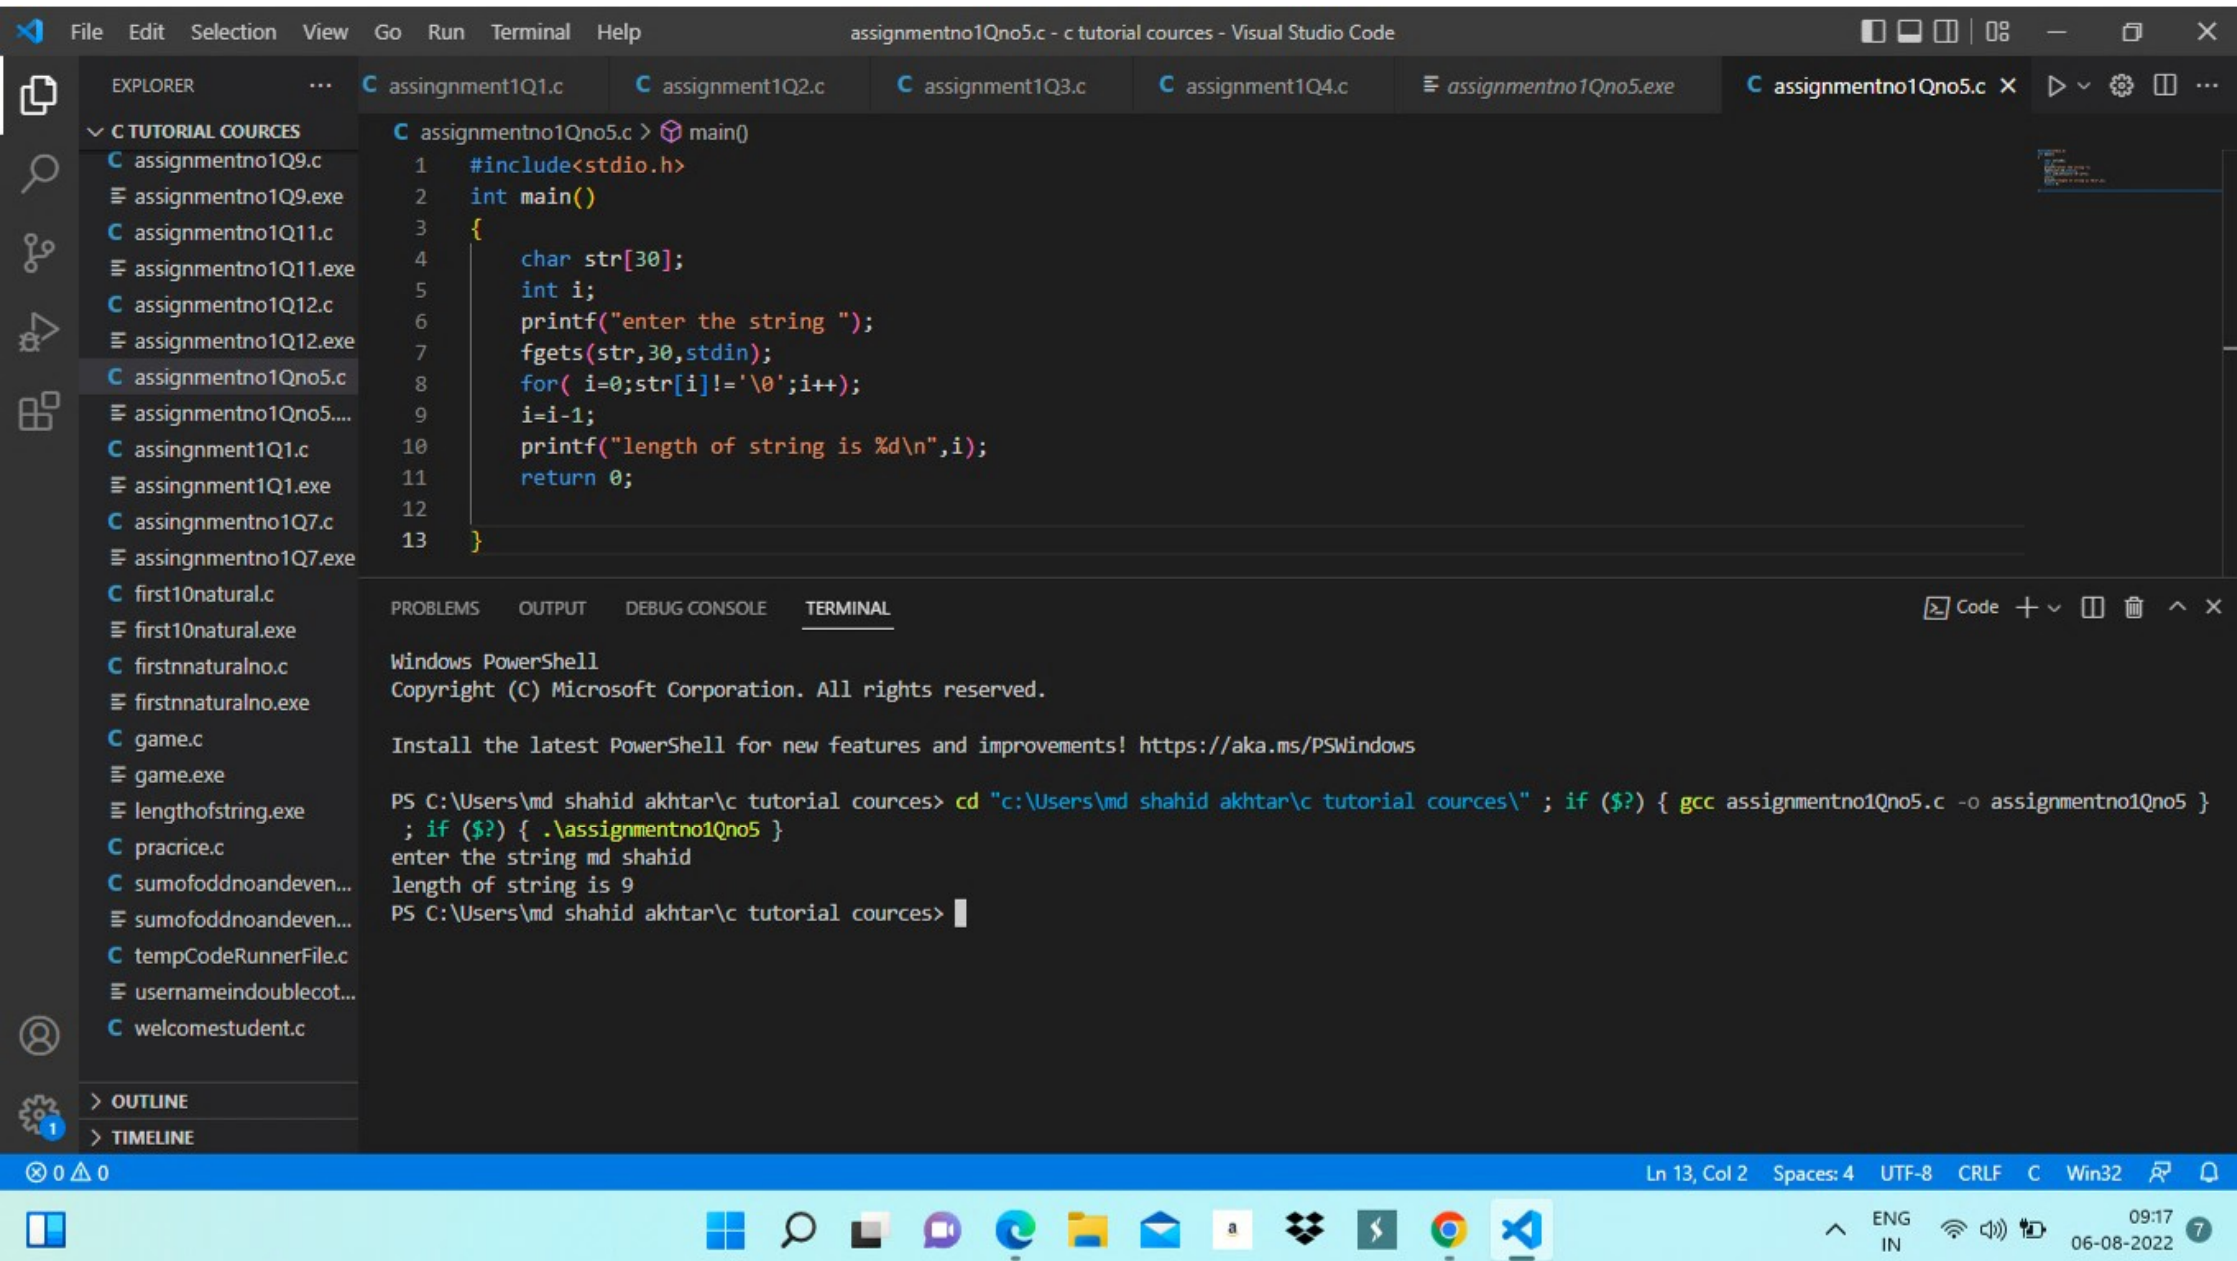 File Edit Selection View Go Run Terminal Help assignmentno1Qno5.c - c tutorial cources - Visual Studio Code
EXPLORER ···
C assingnment1Q1.c C assignment1Q2.c C assignment1Q3.c C assignment1Q4.c assignmentno1Qno5.exe C assignmentno1Qno5.c
C TUTORIAL COURCES
C assignmentno1Q9.c
assignmentno1Q9.exe
C assignmentno1Q11.c
assignmentno1Q11.exe
C assignmentno1Q12.c
assignmentno1Q12.exe
C assignmentno1Qno5.c
assignmentno1Qno5....
C assingnment1Q1.c
assingnment1Q1.exe
C assingnmentno1Q7.c
assingnmentno1Q7.exe
C first10natural.c
first10natural.exe
C firstnnaturalno.c
firstnnaturalno.exe
C game.c
game.exe
lengthofstring.exe
C pracrice.c
C sumofoddnoandeven...
sumofoddnoandeven...
C tempCodeRunnerFile.c
usernameindoublecot...
C welcomestudent.c
OUTLINE
TIMELINE
C assignmentno1Qno5.c > main()
1 #include<stdio.h>
2 int main()
3 {
4 char str[30];
5 int i;
6 printf("enter the string ");
7 fgets(str,30,stdin);
8 for( i=0;str[i]!='\0';i++);
9 i=i-1;
10 printf("length of string is %d\n",i);
11 return 0;
12
13 }
PROBLEMS OUTPUT DEBUG CONSOLE TERMINAL Code
Windows PowerShell
Copyright (C) Microsoft Corporation. All rights reserved.
Install the latest PowerShell for new features and improvements! https://aka.ms/PSWindows
PS C:\Users\md shahid akhtar\c tutorial cources> cd "c:\Users\md shahid akhtar\c tutorial cources\" ; if ($?) { gcc assignmentno1Qno5.c -o assignmentno1Qno5 }
; if ($?) { .\assignmentno1Qno5 }
enter the string md shahid
length of string is 9
PS C:\Users\md shahid akhtar\c tutorial cources>
1
0 0 Ln 13, Col 2 Spaces: 4 UTF-8 CRLF C Win32
a
ENG
IN
09:17
06-08-2022
7